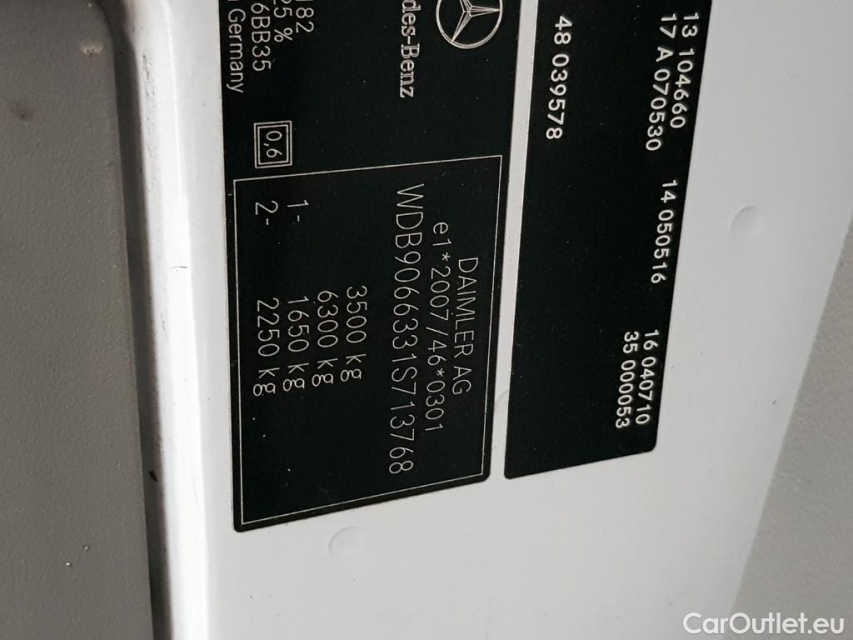 des-Benz
182
25 %
6BB35
Germany
0,6
DAIMLER AG
e1*2007/46*0301
WDB9066331S713768
3500 kg
6300 kg
1- 1650 kg
2- 2250 kg
13 104660 14 050516 16 040710
17 A 070530 35 000053
48 039578
CarOutlet.eu